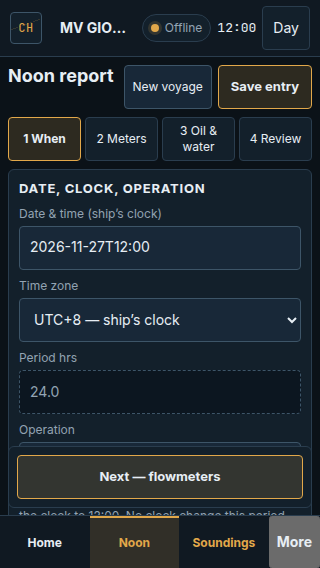 CH MV GIO... Offline 12:00 Day
Noon report
New voyage
Save entry
1 When
2 Meters
3 Oil &
water
4 Review
DATE, CLOCK, OPERATION
Date & time (ship’s clock)
2026-11-27T12:00
Time zone
UTC+8 — ship’s clock
Period hrs
24.0
Operation
Next — flowmeters
the clock to 12:00. No clock change this period.
Home
Noon
Soundings
More